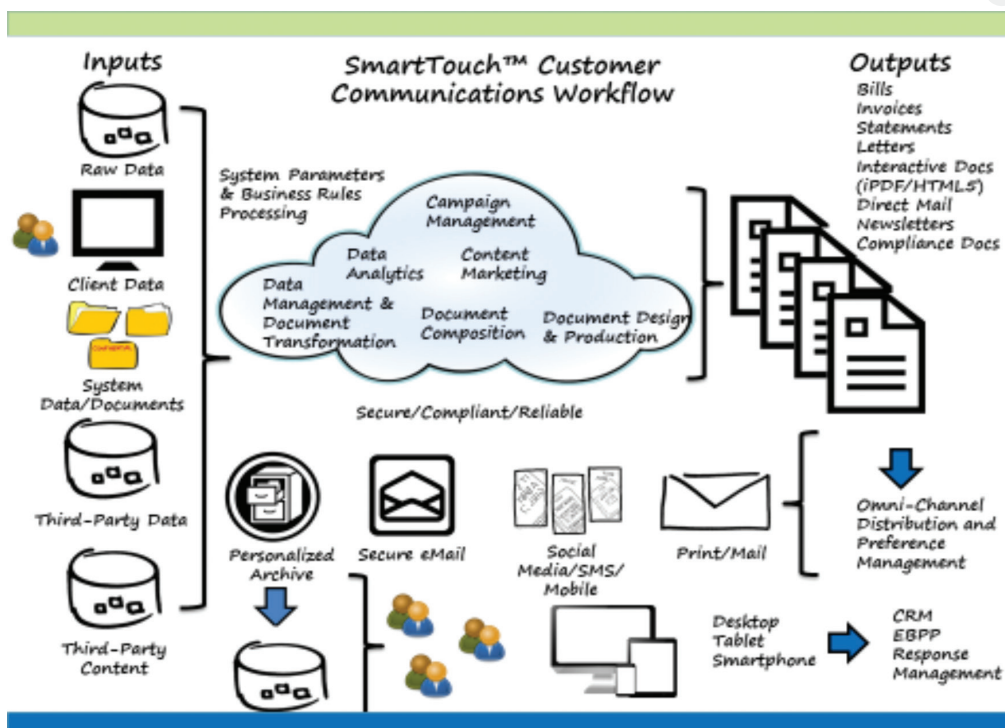 Inputs
SmartTouch™ Customer
Communications Workflow
Outputs
Bills
Invoices
Statements
Letters
Interactive Docs
(iPDF/HTML5)
Direct Mail
Newsletters
Compliance Docs
Raw Data
System Parameters
& Business Rules
Processing
Campaign
Management
Data
Analytics
Content
Marketing
Data
Management &
Document
Transformation
Document
Composition
Document Design
& Production
Client Data
CONFIDENTIAL
System
Data/Documents
Secure/Compliant/Reliable
Third-Party Data
Personalized
Archive
Secure eMail
Social
Media/SMS/
Mobile
Print/Mail
Omni-Channel
Distribution and
Preference
Management
Third-Party
Content
Desktop
Tablet
Smartphone
CRM
EBPP
Response
Management